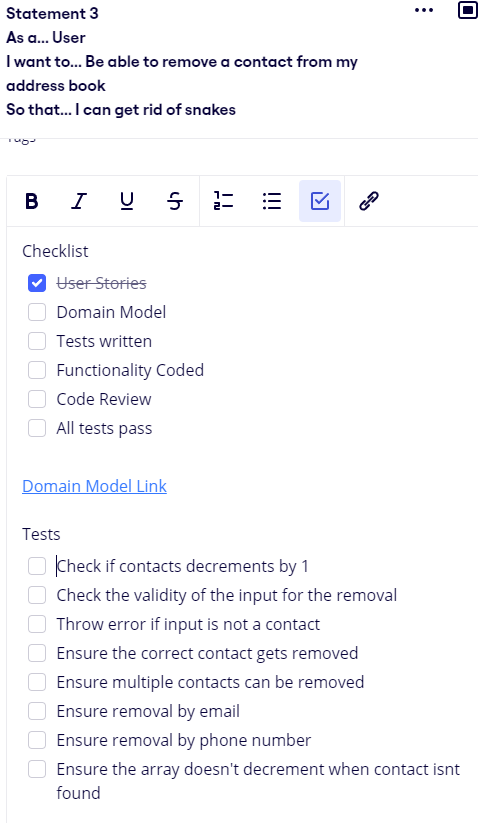 Statement 3
As a... User
I want to... Be able to remove a contact from my
address book
So that... I can get rid of snakes
Tags
B I U S
Checklist
User Stories
Domain Model
Tests written
Functionality Coded
Code Review
All tests pass
Domain Model Link
Tests
Check if contacts decrements by 1
Check the validity of the input for the removal
Throw error if input is not a contact
Ensure the correct contact gets removed
Ensure multiple contacts can be removed
Ensure removal by email
Ensure removal by phone number
Ensure the array doesn't decrement when contact isnt
found